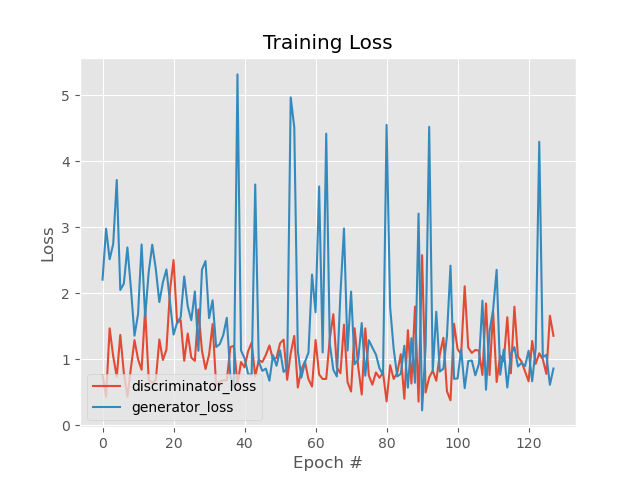 Training Loss
Loss
5
4
3
2
1
0
discriminator_loss
generator_loss
0 20 40 60 80 100 120
Epoch #